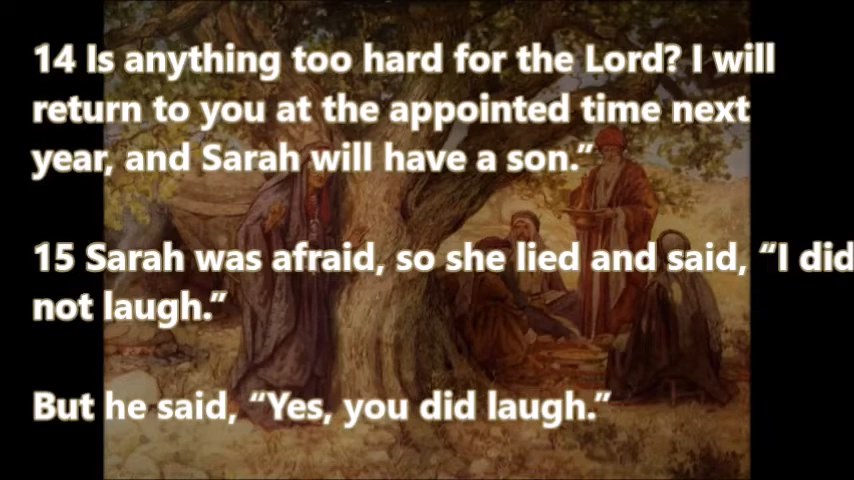 14 Is anything too hard for the Lord? I will
return to you at the appointed time next
year, and Sarah will have a son.”
15 Sarah was afraid, so she lied and said, “I did
not laugh.”
But he said, “Yes, you did laugh.”